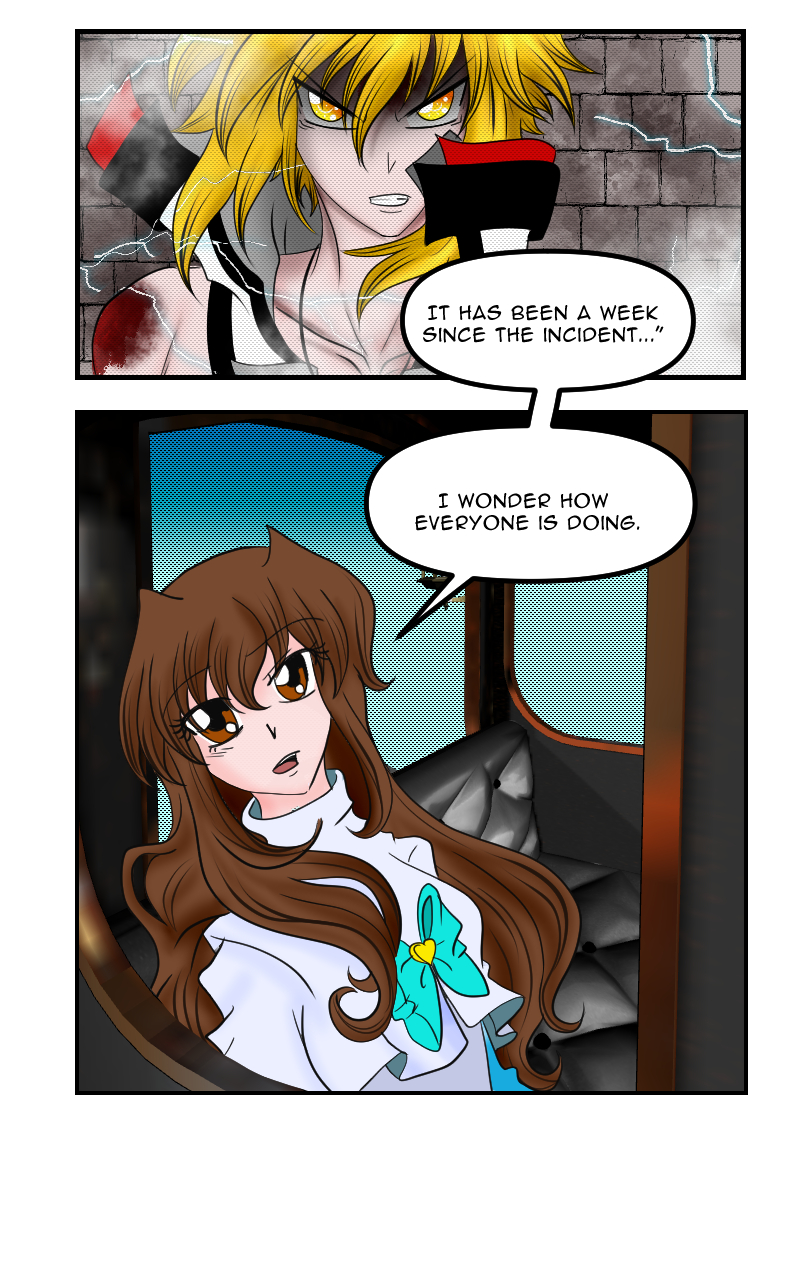 IT HAS BEEN A WEEK
SINCE THE INCIDENT..."
I WONDER HOW
EVERYONE IS DOING.